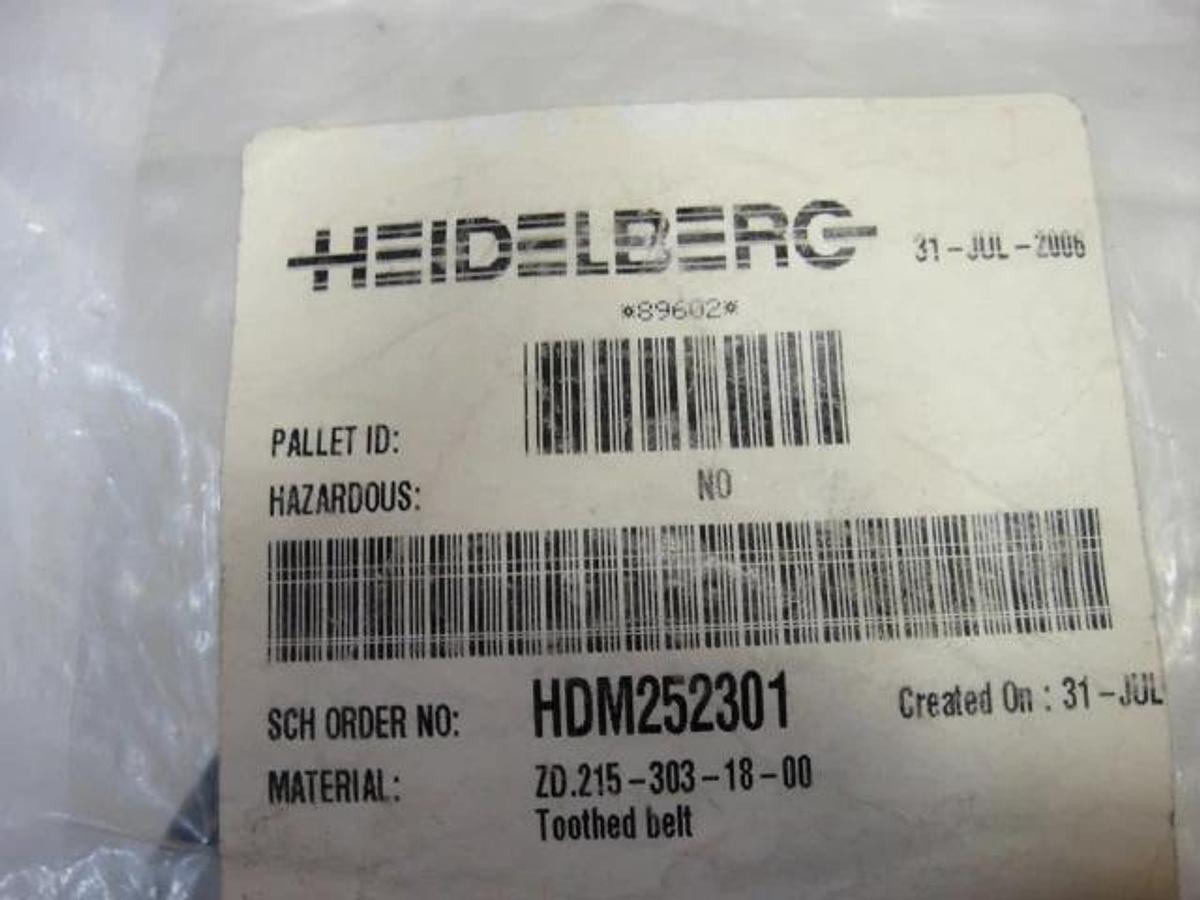 HEIDELBERG 31-JUL-2006
*89602*
PALLET ID:
HAZARDOUS: NO
SCH ORDER NO: HDM252301 Created On : 31-JUL
MATERIAL: ZD.215-303-18-00
Toothed belt